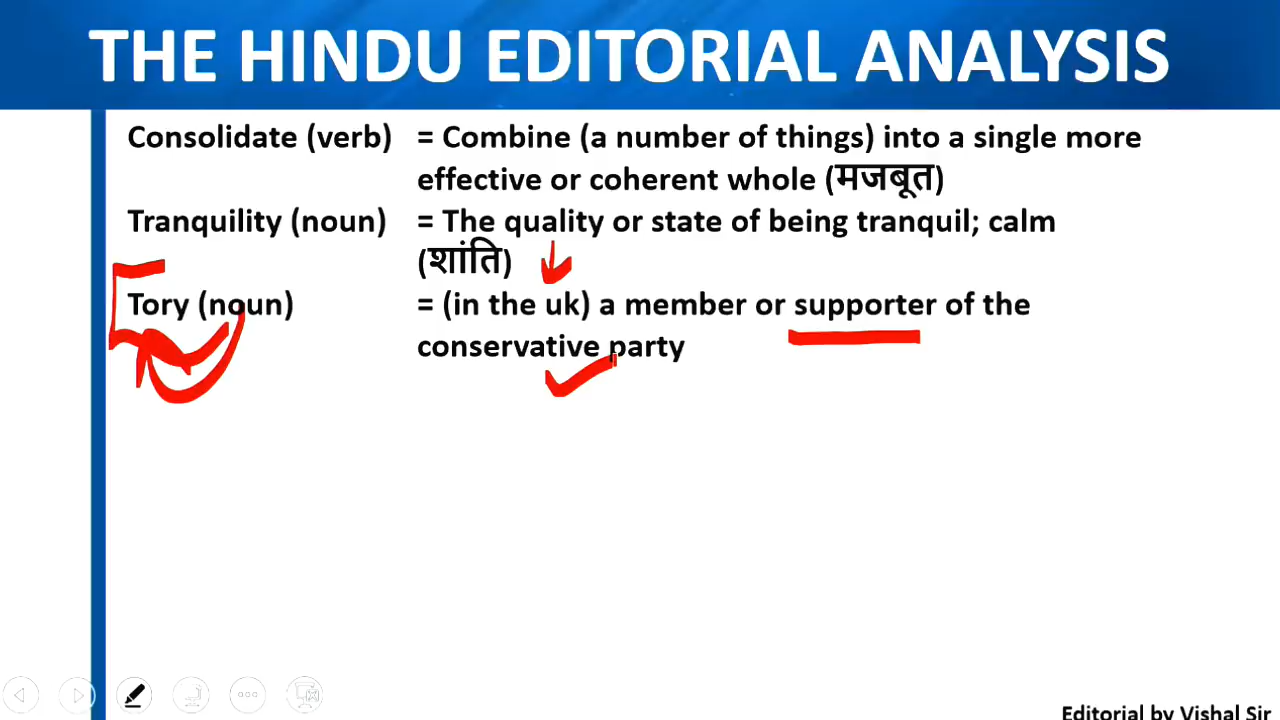 THE HINDU EDITORIAL ANALYSIS
Consolidate (verb) = Combine (a number of things) into a single more
effective or coherent whole (मजबूत)
Tranquility (noun) = The quality or state of being tranquil; calm
(शांति)
Tory (noun) = (in the uk) a member or supporter of the
conservative party
Editorial by Vishal Sir